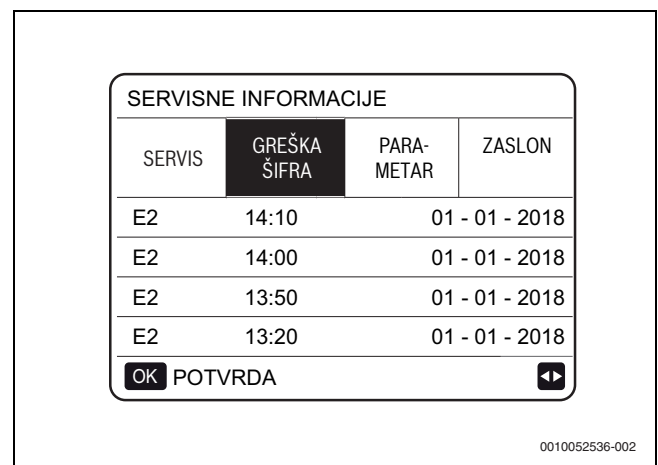 SERVISNE INFORMACIJE
SERVIS GREŠKA ŠIFRA PARA-METAR ZASLON
E2 14:10 01 - 01 - 2018
E2 14:00 01 - 01 - 2018
E2 13:50 01 - 01 - 2018
E2 13:20 01 - 01 - 2018
OK POTVRDA
0010052536-002